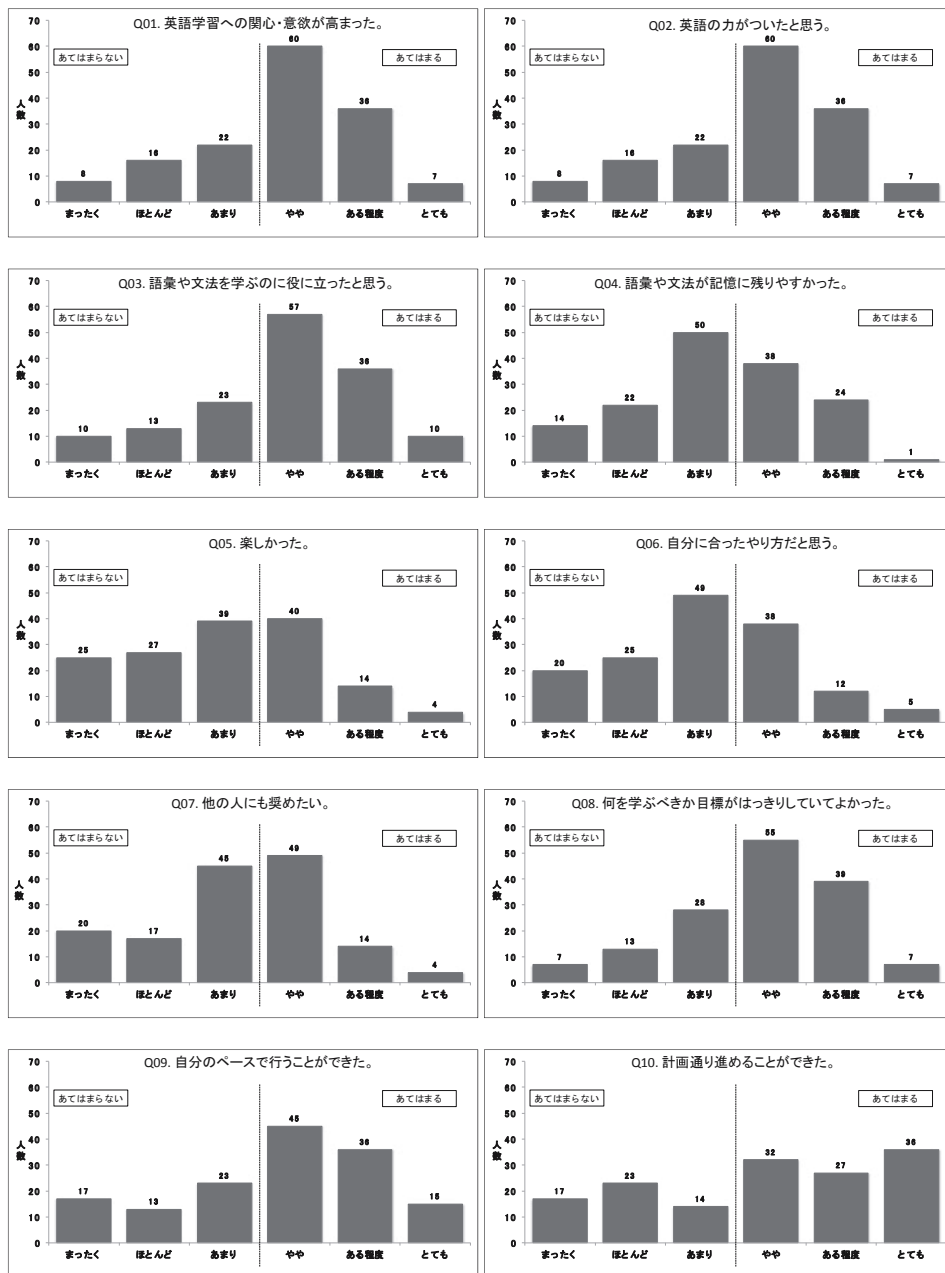 Q01. 英語学習への関心・意欲が高まった。
あてはまらない
あてはまる
人数
70
60
50
40
30
20
10
0
8
16
22
60
36
7
まったく ほとんど あまり やや ある程度 とても
Q02. 英語の力がついたと思う。
あてはまらない
あてはまる
人数
70
60
50
40
30
20
10
0
8
16
22
60
36
7
まったく ほとんど あまり やや ある程度 とても
Q03. 語彙や文法を学ぶのに役に立ったと思う。
あてはまらない
あてはまる
人数
70
60
50
40
30
20
10
0
10
13
23
57
36
10
まったく ほとんど あまり やや ある程度 とても
Q04. 語彙や文法が記憶に残りやすかった。
あてはまらない
あてはまる
人数
70
60
50
40
30
20
10
0
14
22
50
38
24
1
まったく ほとんど あまり やや ある程度 とても
Q05. 楽しかった。
あてはまらない
あてはまる
人数
70
60
50
40
30
20
10
0
25
27
39
40
14
4
まったく ほとんど あまり やや ある程度 とても
Q06. 自分に合ったやり方だと思う。
あてはまらない
あてはまる
人数
70
60
50
40
30
20
10
0
20
25
49
38
12
5
まったく ほとんど あまり やや ある程度 とても
Q07. 他の人にも奨めたい。
あてはまらない
あてはまる
人数
70
60
50
40
30
20
10
0
20
17
45
49
14
4
まったく ほとんど あまり やや ある程度 とても
Q08. 何を学ぶべきか目標がはっきりしていてよかった。
あてはまらない
あてはまる
人数
70
60
50
40
30
20
10
0
7
13
28
55
39
7
まったく ほとんど あまり やや ある程度 とても
Q09. 自分のペースで行うことができた。
あてはまらない
あてはまる
人数
70
60
50
40
30
20
10
0
17
13
23
45
36
15
まったく ほとんど あまり やや ある程度 とても
Q10. 計画通り進めることができた。
あてはまらない
あてはまる
人数
70
60
50
40
30
20
10
0
17
23
14
32
27
36
まったく ほとんど あまり やや ある程度 とても